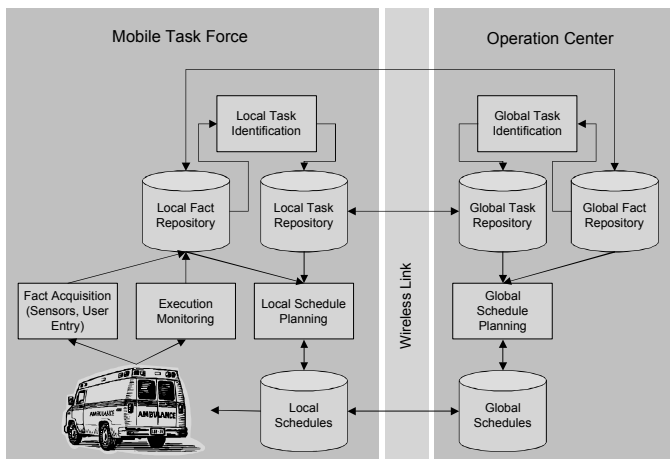 Mobile Task Force
Operation Center
Local Task
Identification
Global Task
Identification
Local Fact
Repository
Local Task
Repository
Global Task
Repository
Global Fact
Repository
Fact Acquisition
(Sensors, User
Entry)
Execution
Monitoring
Local Schedule
Planning
Wireless Link
Global
Schedule
Planning
AMBULANCE
AMBULANCE
Local
Schedules
Global
Schedules